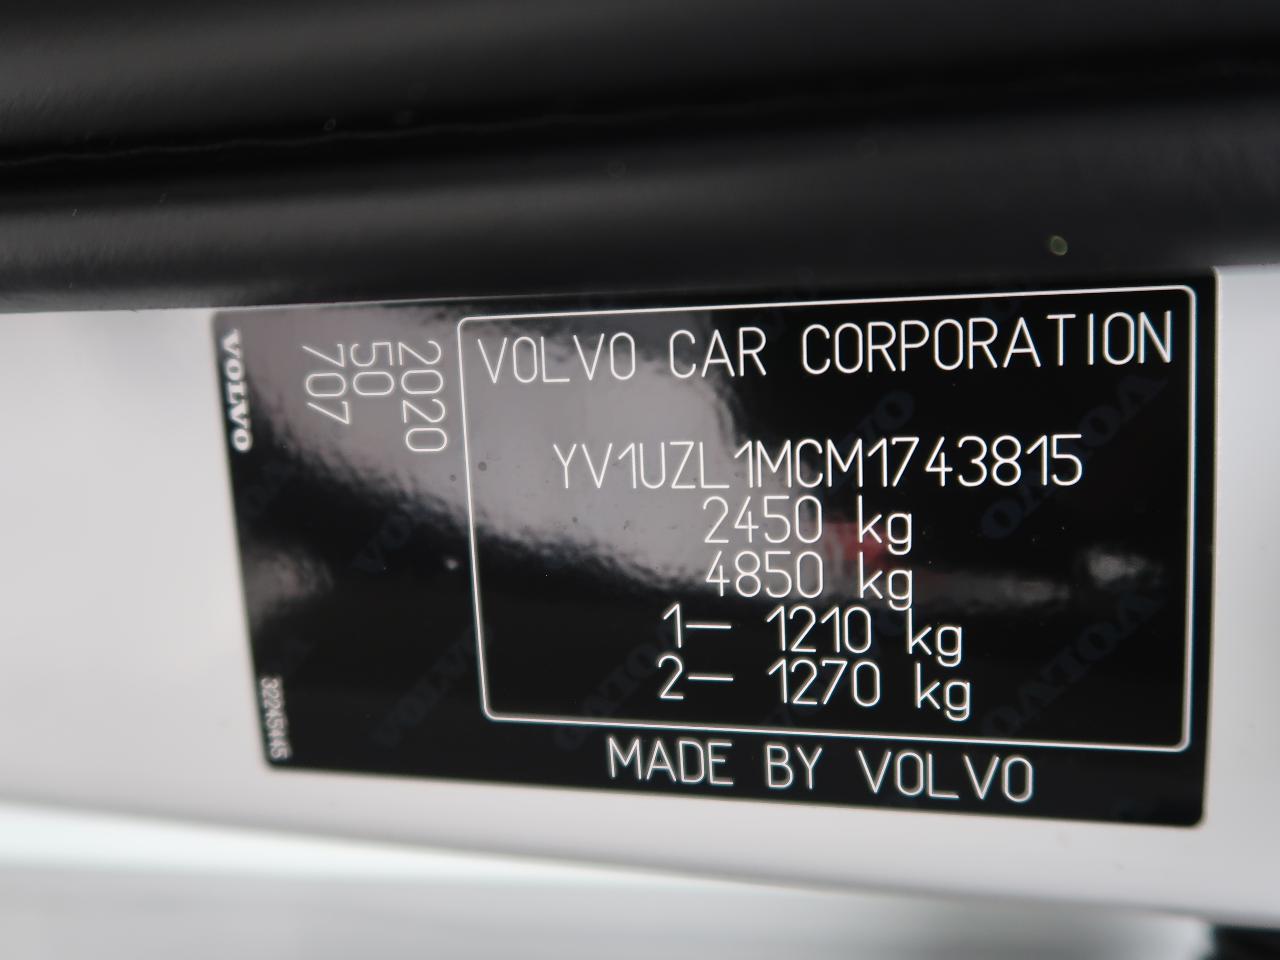 VOLVO
2020
50
707
32245445
VOLVO CAR CORPORATION
YV1UZL1MCM1743815
2450 kg
4850 kg
1— 1210 kg
2— 1270 kg
MADE BY VOLVO